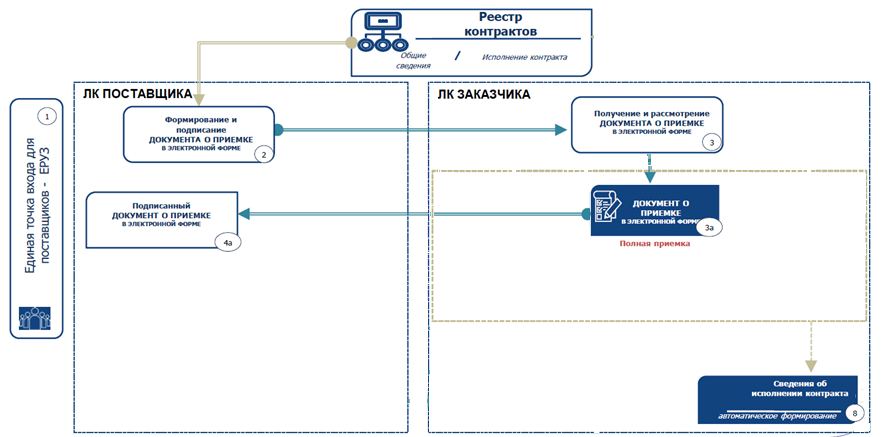 Реестр
контрактов
Общие
сведения
/
Исполнение контракта
1
Единая точка входа для
поставщиков - ЕРУЗ
ЛК ПОСТАВЩИКА
Формирование и
подписание
ДОКУМЕНТА О ПРИЕМКЕ
В ЭЛЕКТРОННОЙ ФОРМЕ
2
Подписанный
ДОКУМЕНТ О ПРИЕМКЕ
В ЭЛЕКТРОННОЙ ФОРМЕ
4а
ЛК ЗАКАЗЧИКА
Получение и рассмотрение
ДОКУМЕНТА О ПРИЕМКЕ
В ЭЛЕКТРОННОЙ ФОРМЕ
3
ДОКУМЕНТ О
ПРИЕМКЕ
В ЭЛЕКТРОННОЙ ФОРМЕ
3а
Полная приемка
Сведения об
исполнении контракта
автоматическое формирование
8